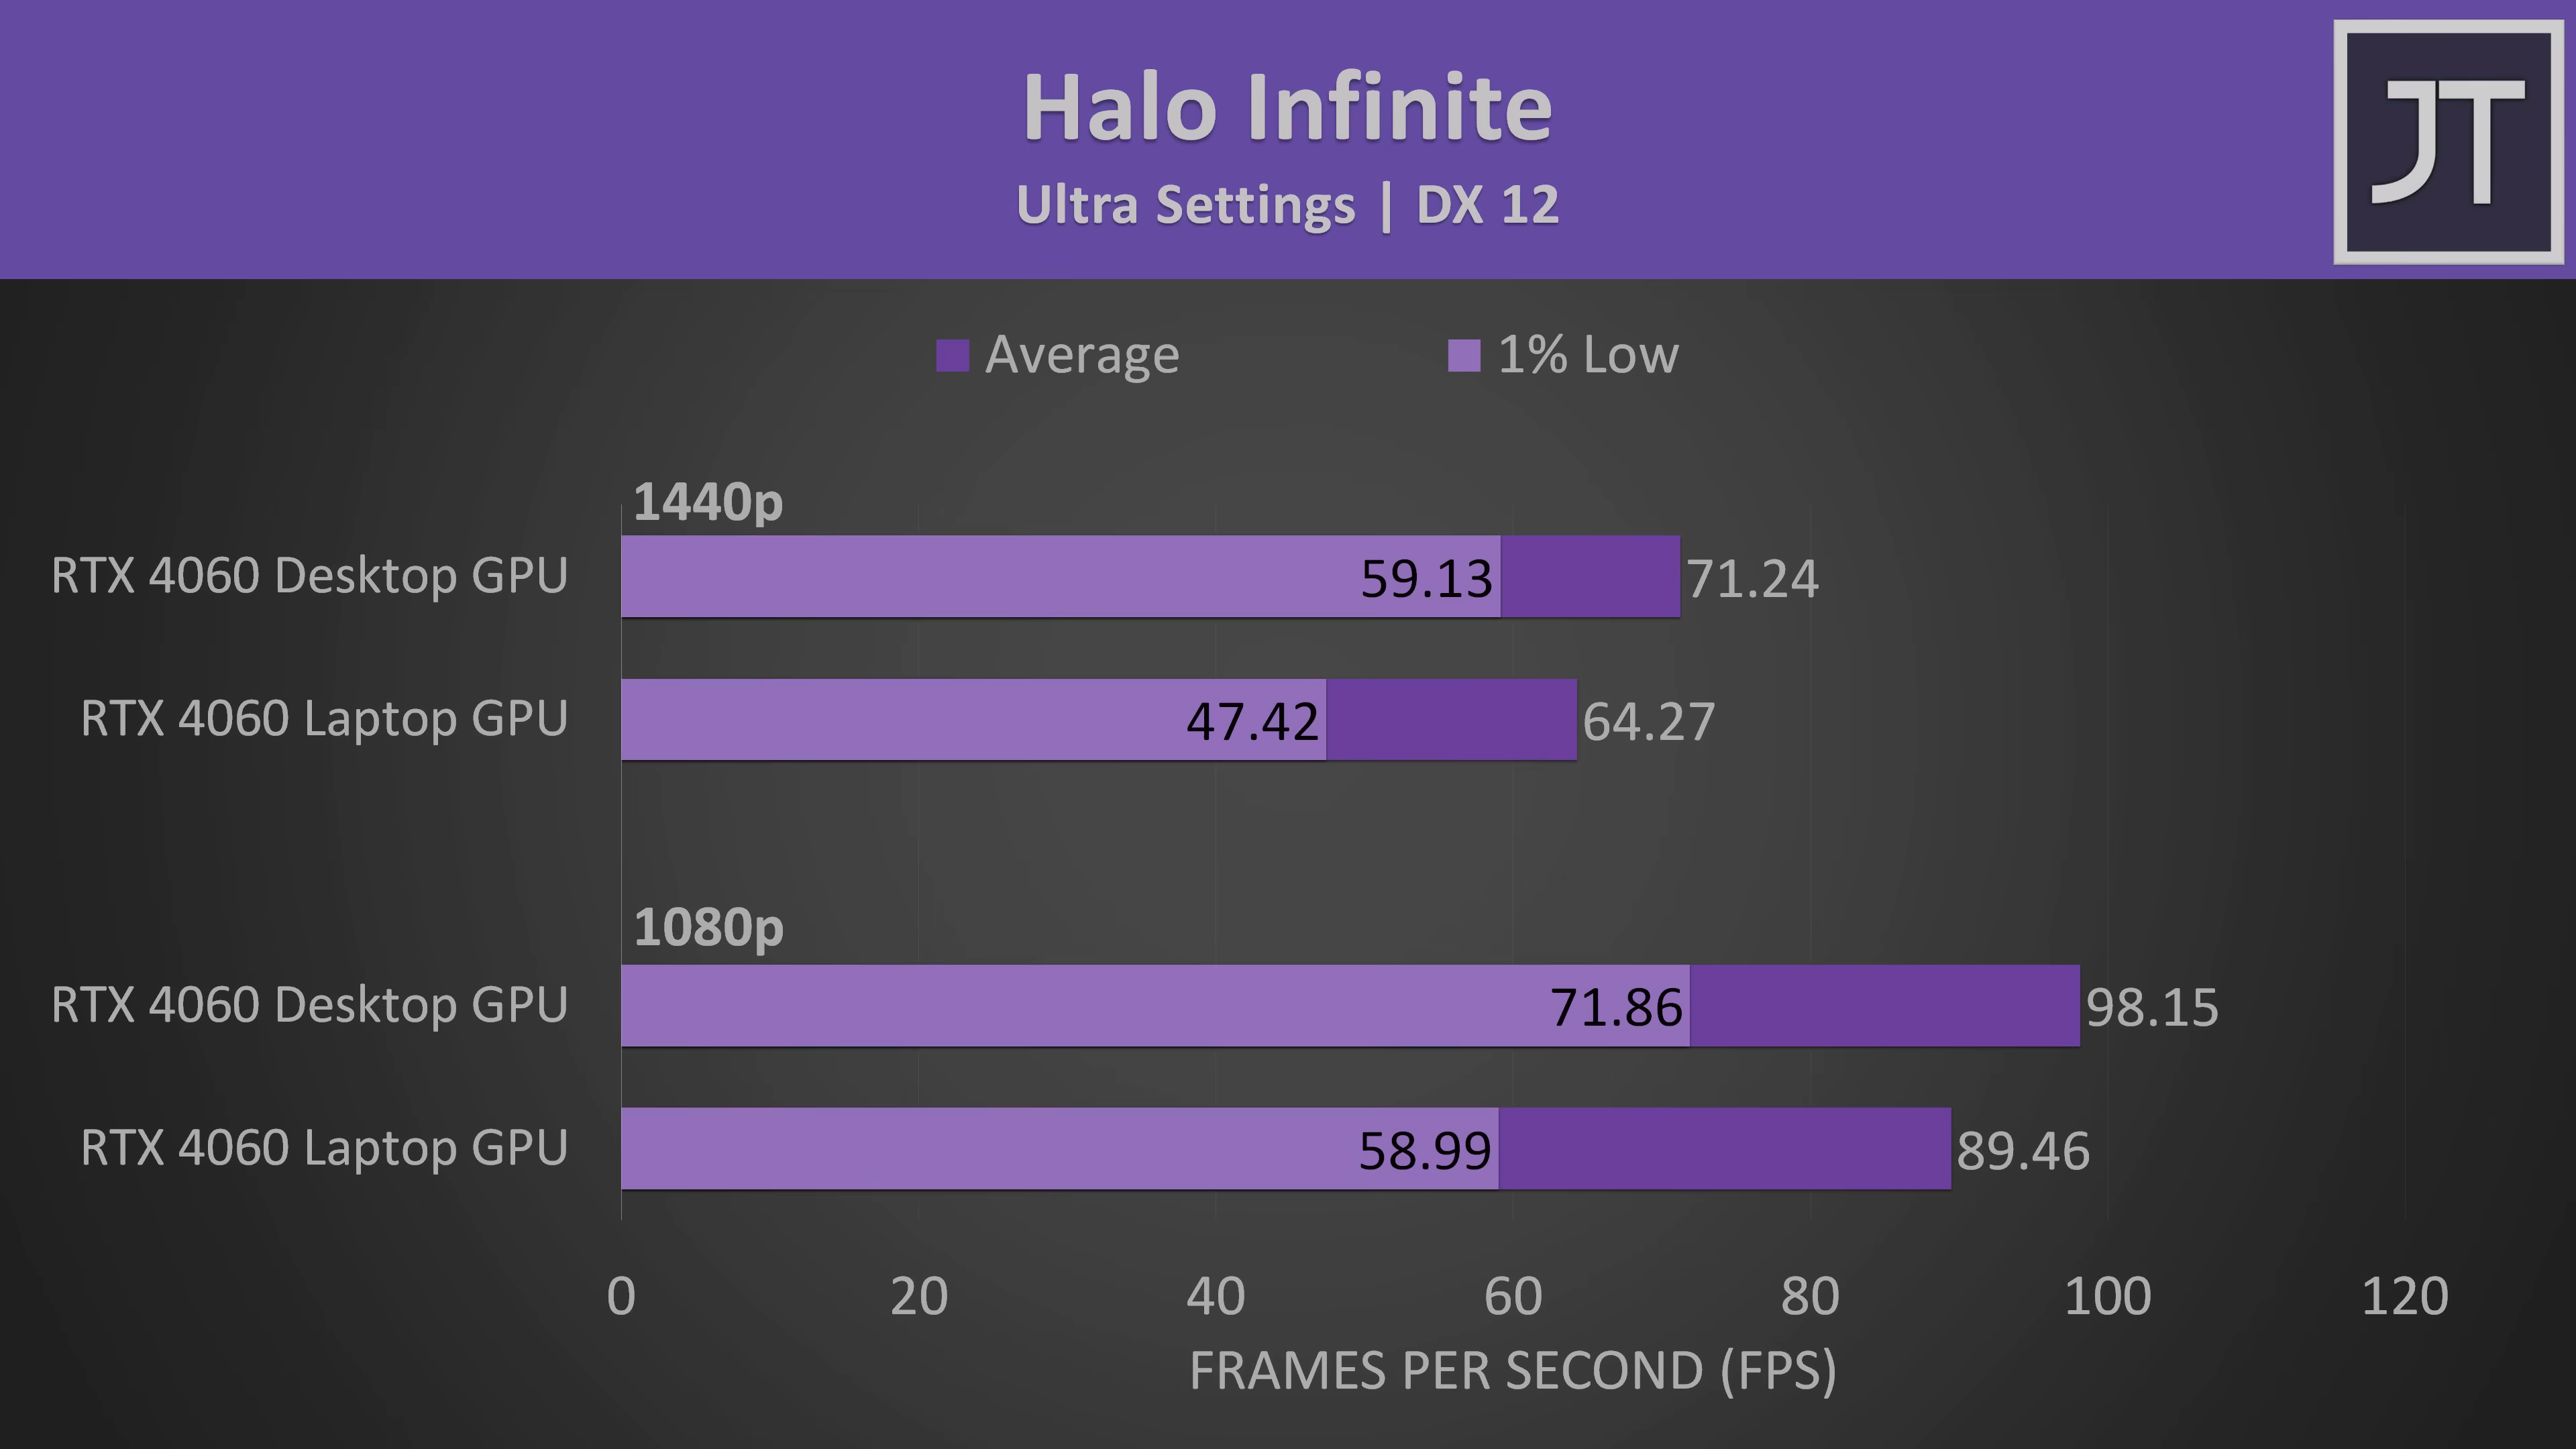 Halo Infinite
Ultra Settings | DX 12
JT
Average 1% Low
1440p
RTX 4060 Desktop GPU 59.13 71.24
RTX 4060 Laptop GPU 47.42 64.27
1080p
RTX 4060 Desktop GPU 71.86 98.15
RTX 4060 Laptop GPU 58.99 89.46
0 20 40 60 80 100 120
FRAMES PER SECOND (FPS)